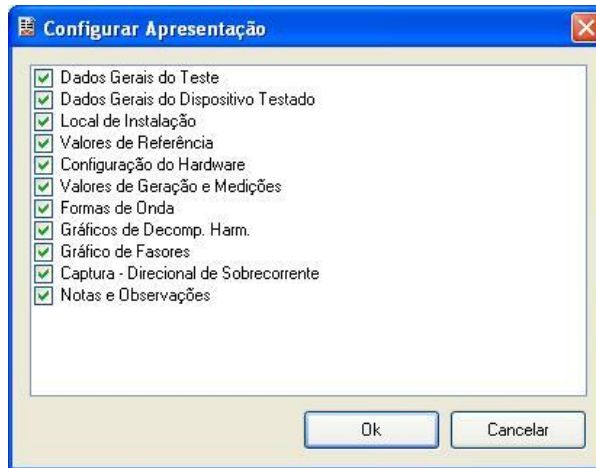 Configurar Apresentação
Dados Gerais do Teste
Dados Gerais do Dispositivo Testado
Local de Instalação
Valores de Referência
Configuração do Hardware
Valores de Geração e Medições
Formas de Onda
Gráficos de Decomp. Harm.
Gráfico de Fasores
Captura - Direcional de Sobrecorrente
Notas e Observações
Ok Cancelar